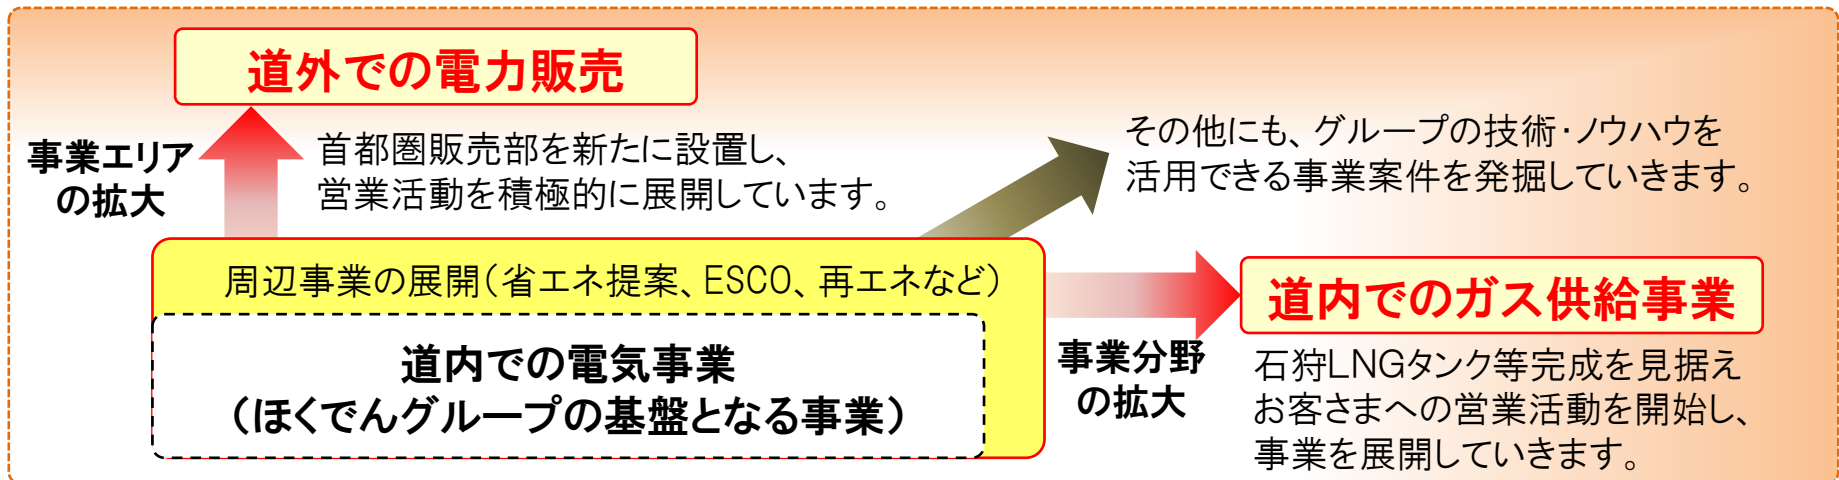 道外での電力販売
事業エリア
の拡大
首都圏販売部を新たに設置し、
営業活動を積極的に展開しています。
その他にも、グループの技術・ノウハウを
活用できる事業案件を発掘していきます。
周辺事業の展開（省エネ提案、ESCO、再エネなど）
道内での電気事業
（ほくでんグループの基盤となる事業）
事業分野
の拡大
道内でのガス供給事業
石狩LNGタンク等完成を見据え
お客さまへの営業活動を開始し、
事業を展開していきます。